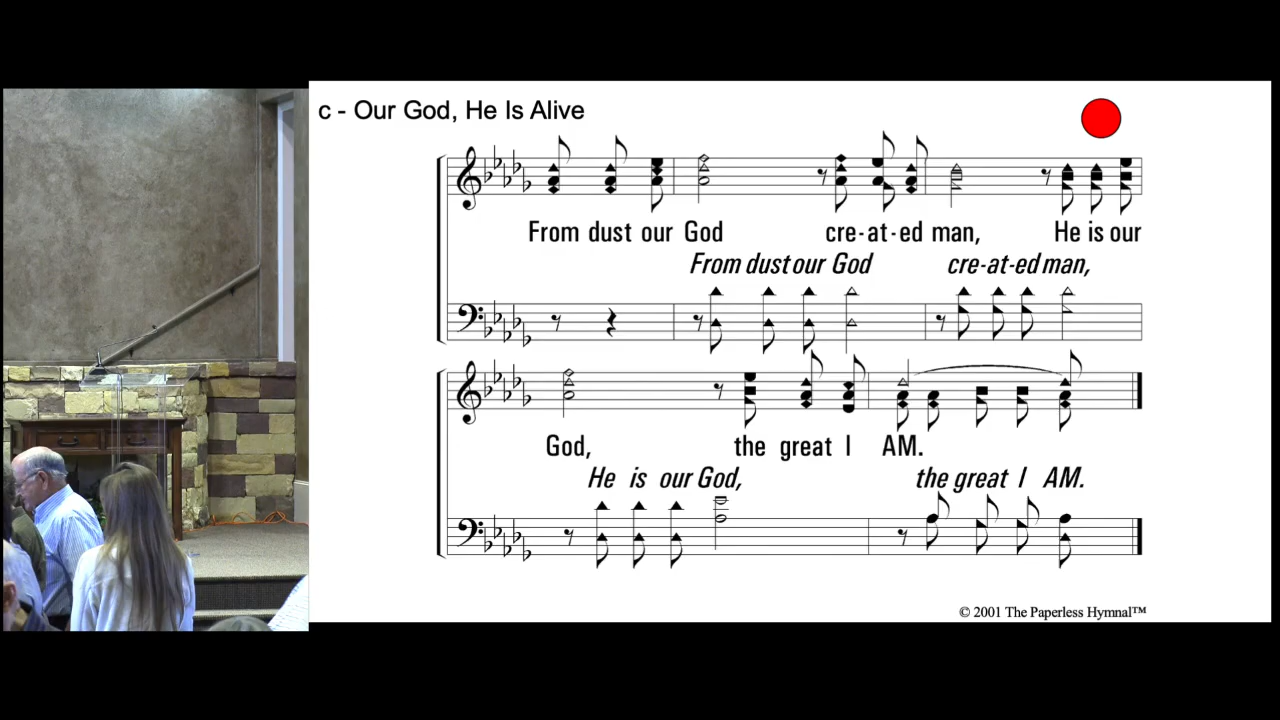 c - Our God, He Is Alive
From dust our God cre-at-ed man, He is our
From dust our God cre-at-ed man,
God, the great I AM.
He is our God, the great I AM.
© 2001 The Paperless Hymnal™